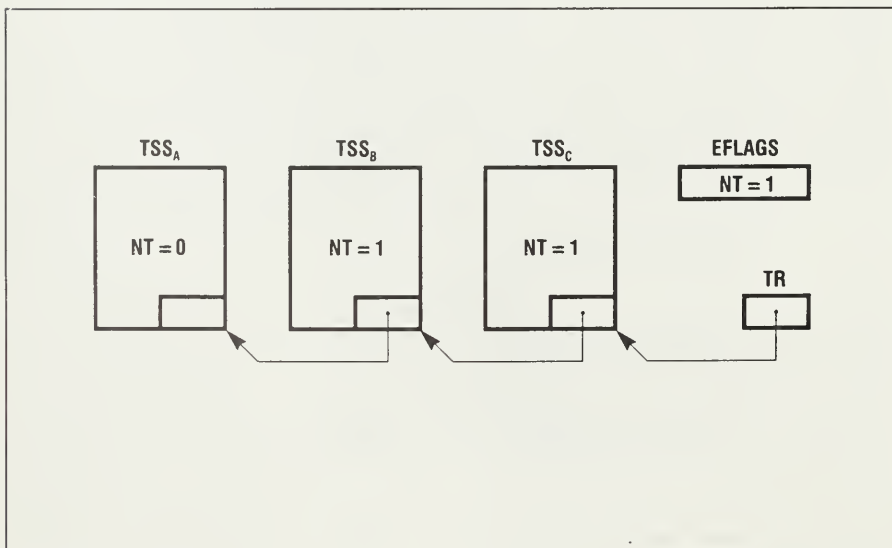 TSSA TSSB TSSC EFLAGS
NT = 1
NT = 0 NT = 1 NT = 1
TR